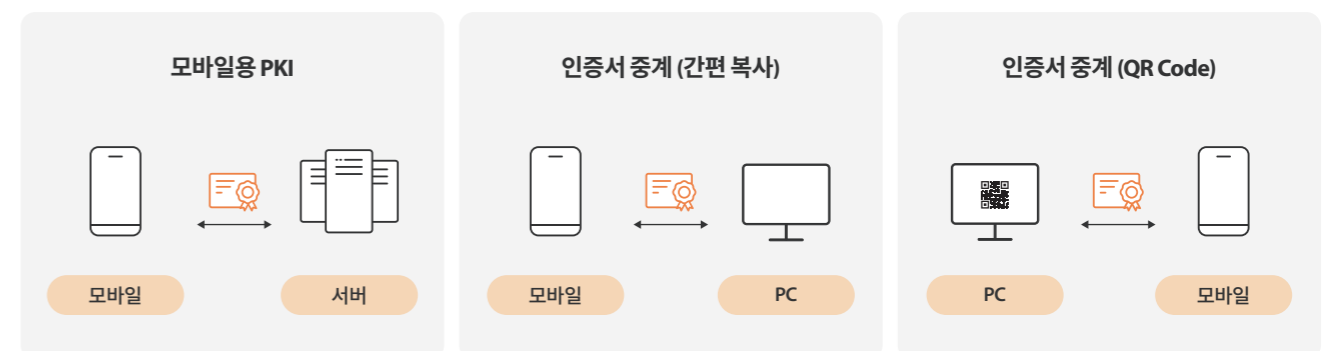 모바일용 PKI
모바일
서버
인증서 중계 (간편 복사)
모바일
PC
인증서 중계 (QR Code)
PC
모바일